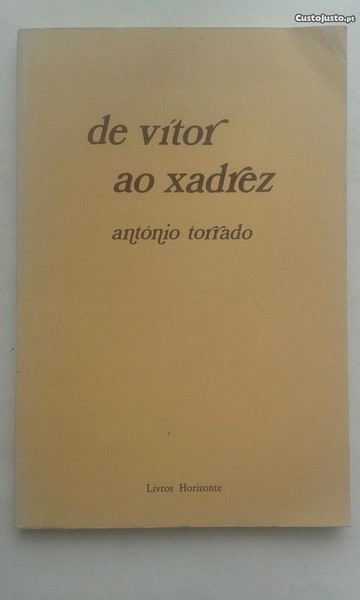 CustoJusto.pt
de vítor
ao xadrez
antónio torrado
Livros Horizonte